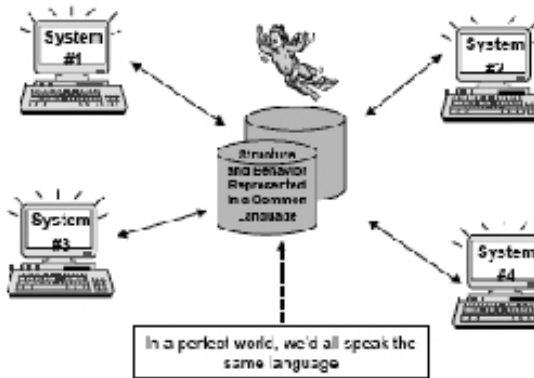 System
#1
System
#2
Structure
and Behavior
Represented
in a Common
Language
System
#3
System
#4
In a perfect world, we'd all speak the
same language